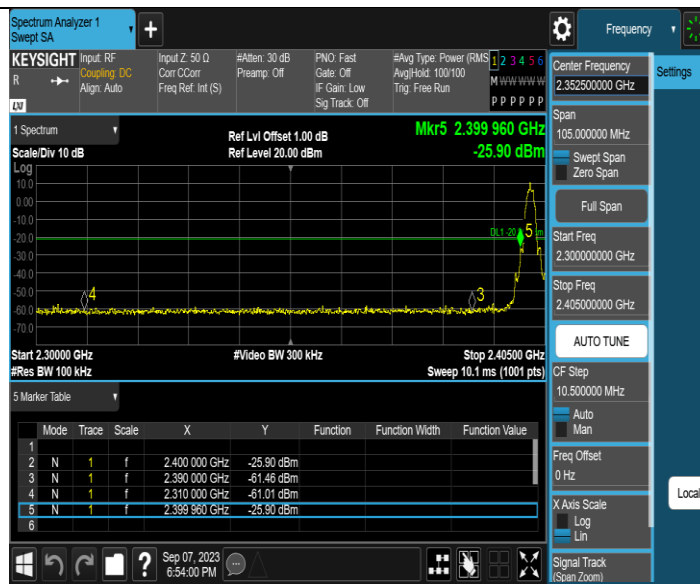 Spectrum Analyzer 1
Swept SA
+
Frequency
KEYSIGHT
R
LXI
Input: RF
Coupling: DC
Align: Auto
Input Z: 50 Ω
Corr CCorr
Freq Ref: Int (S)
#Atten: 30 dB
Preamp: Off
PNO: Fast
Gate: Off
IF Gain: Low
Sig Track: Off
#Avg Type: Power (RMS
Avg|Hold: 100/100
Trig: Free Run
1 2 3 4 5 6
M W W W W W
P P P P P P
1 Spectrum
Scale/Div 10 dB
Ref Lvl Offset 1.00 dB
Ref Level 20.00 dBm
Mkr5 2.399 960 GHz
-25.90 dBm
Log
10.0
0.00
-10.0
-20.0
-30.0
-40.0
-50.0
-60.0
-70.0
DL1 -20
5
4
3
Start 2.30000 GHz
#Res BW 100 kHz
#Video BW 300 kHz
Stop 2.40500 GHz
Sweep 10.1 ms (1001 pts)
5 Marker Table
Mode Trace Scale X Y Function Function Width Function Value
1
2 N 1 f 2.400 000 GHz -25.90 dBm
3 N 1 f 2.390 000 GHz -61.46 dBm
4 N 1 f 2.310 000 GHz -61.01 dBm
5 N 1 f 2.399 960 GHz -25.90 dBm
6
?
Sep 07, 2023
6:54:00 PM
Center Frequency
2.352500000 GHz
Span
105.000000 MHz
Swept Span
Zero Span
Full Span
Start Freq
2.300000000 GHz
Stop Freq
2.405000000 GHz
AUTO TUNE
CF Step
10.500000 MHz
Auto
Man
Freq Offset
0 Hz
X Axis Scale
Log
Lin
Signal Track
(Span Zoom)
Settings
Local